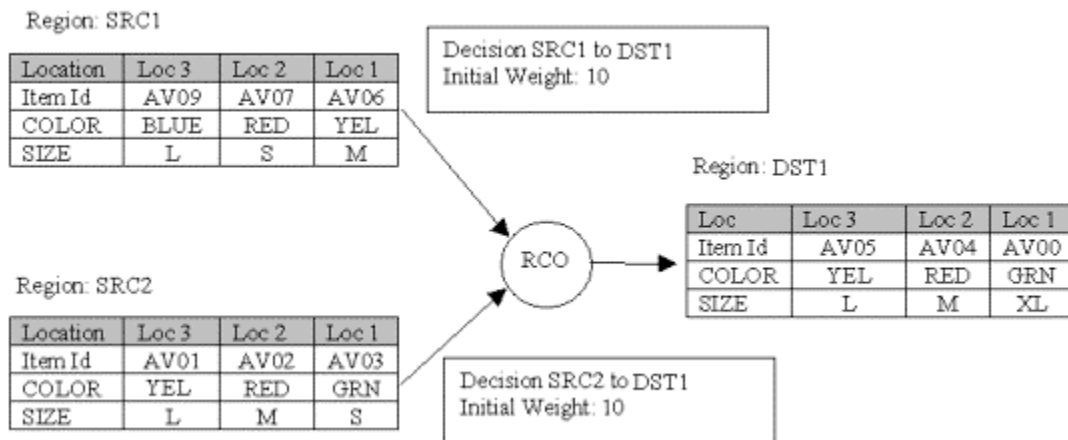 Region: SRC1
Location Loc 3 Loc 2 Loc 1
Item Id AV09 AV07 AV06
COLOR BLUE RED YEL
SIZE L S M
Decision SRC1 to DST1
Initial Weight: 10
Region: DST1
Loc Loc 3 Loc 2 Loc 1
Item Id AV05 AV04 AV00
COLOR YEL RED GRN
SIZE L M XL
RCO
Region: SRC2
Location Loc 3 Loc 2 Loc 1
Item Id AV01 AV02 AV03
COLOR YEL RED GRN
SIZE L M S
Decision SRC2 to DST1
Initial Weight: 10